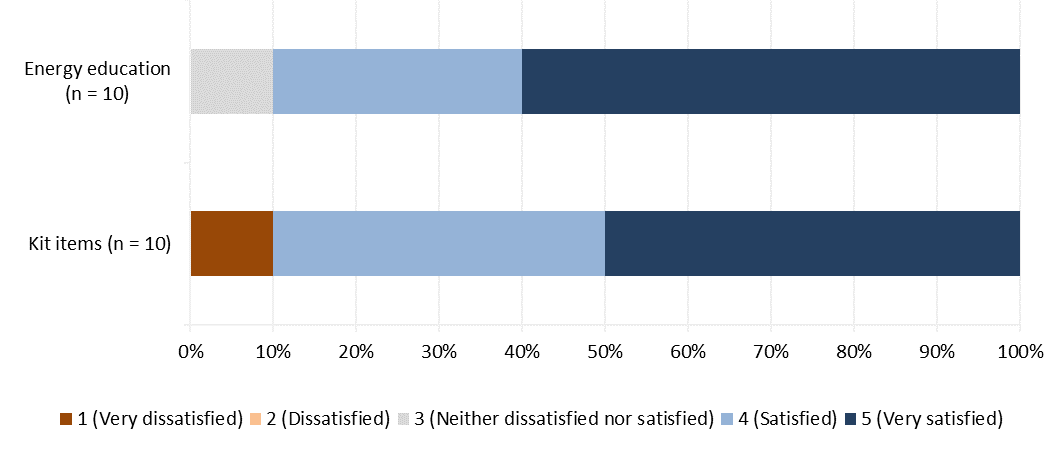 Energy education
(n = 10)
Kit items (n = 10)
0% 10% 20% 30% 40% 50% 60% 70% 80% 90% 100%
1 (Very dissatisfied) 2 (Dissatisfied) 3 (Neither dissatisfied nor satisfied) 4 (Satisfied) 5 (Very satisfied)